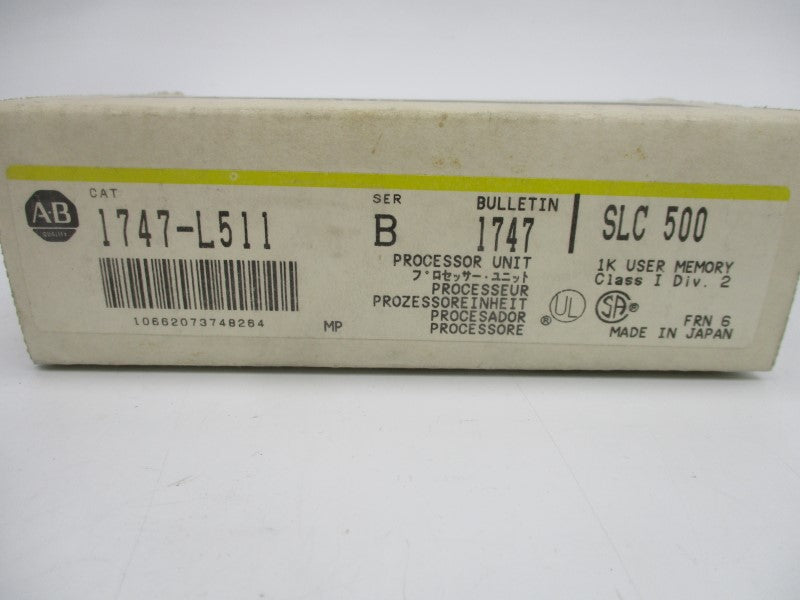 A-B
QUALITY
CAT
1747-L511
10662073748264
MP
SER
B
BULLETIN
1747
PROCESSOR UNIT
プロセッサー・ユニット
PROCESSEUR
PROZESSOREINHEIT
PROCESADOR
PROCESSORE
SLC 500
1K USER MEMORY
Class I Div. 2
UL ®
SA ®
FRN 6
MADE IN JAPAN